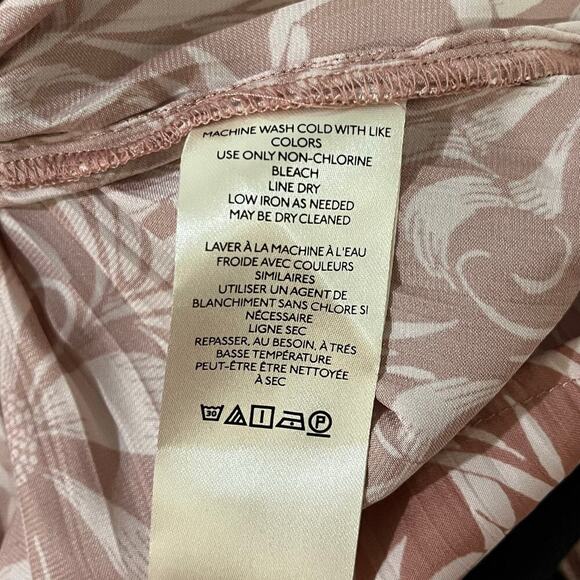 MACHINE WASH COLD WITH LIKE
COLORS
USE ONLY NON-CHLORINE
BLEACH
LINE DRY
LOW IRON AS NEEDED
MAY BE DRY CLEANED
LAVER À LA MACHINE À L'EAU
FROIDE AVEC COULEURS
SIMILAIRES
UTILISER UN AGENT DE
BLANCHIMENT SANS CHLORE SI
NÉCESSAIRE
LIGNE SEC
REPASSER, AU BESOIN, À TRÉS
BASSE TEMPÉRATURE
PEUT-ÊTRE ÊTRE NETTOYÉE
À SEC
30 P